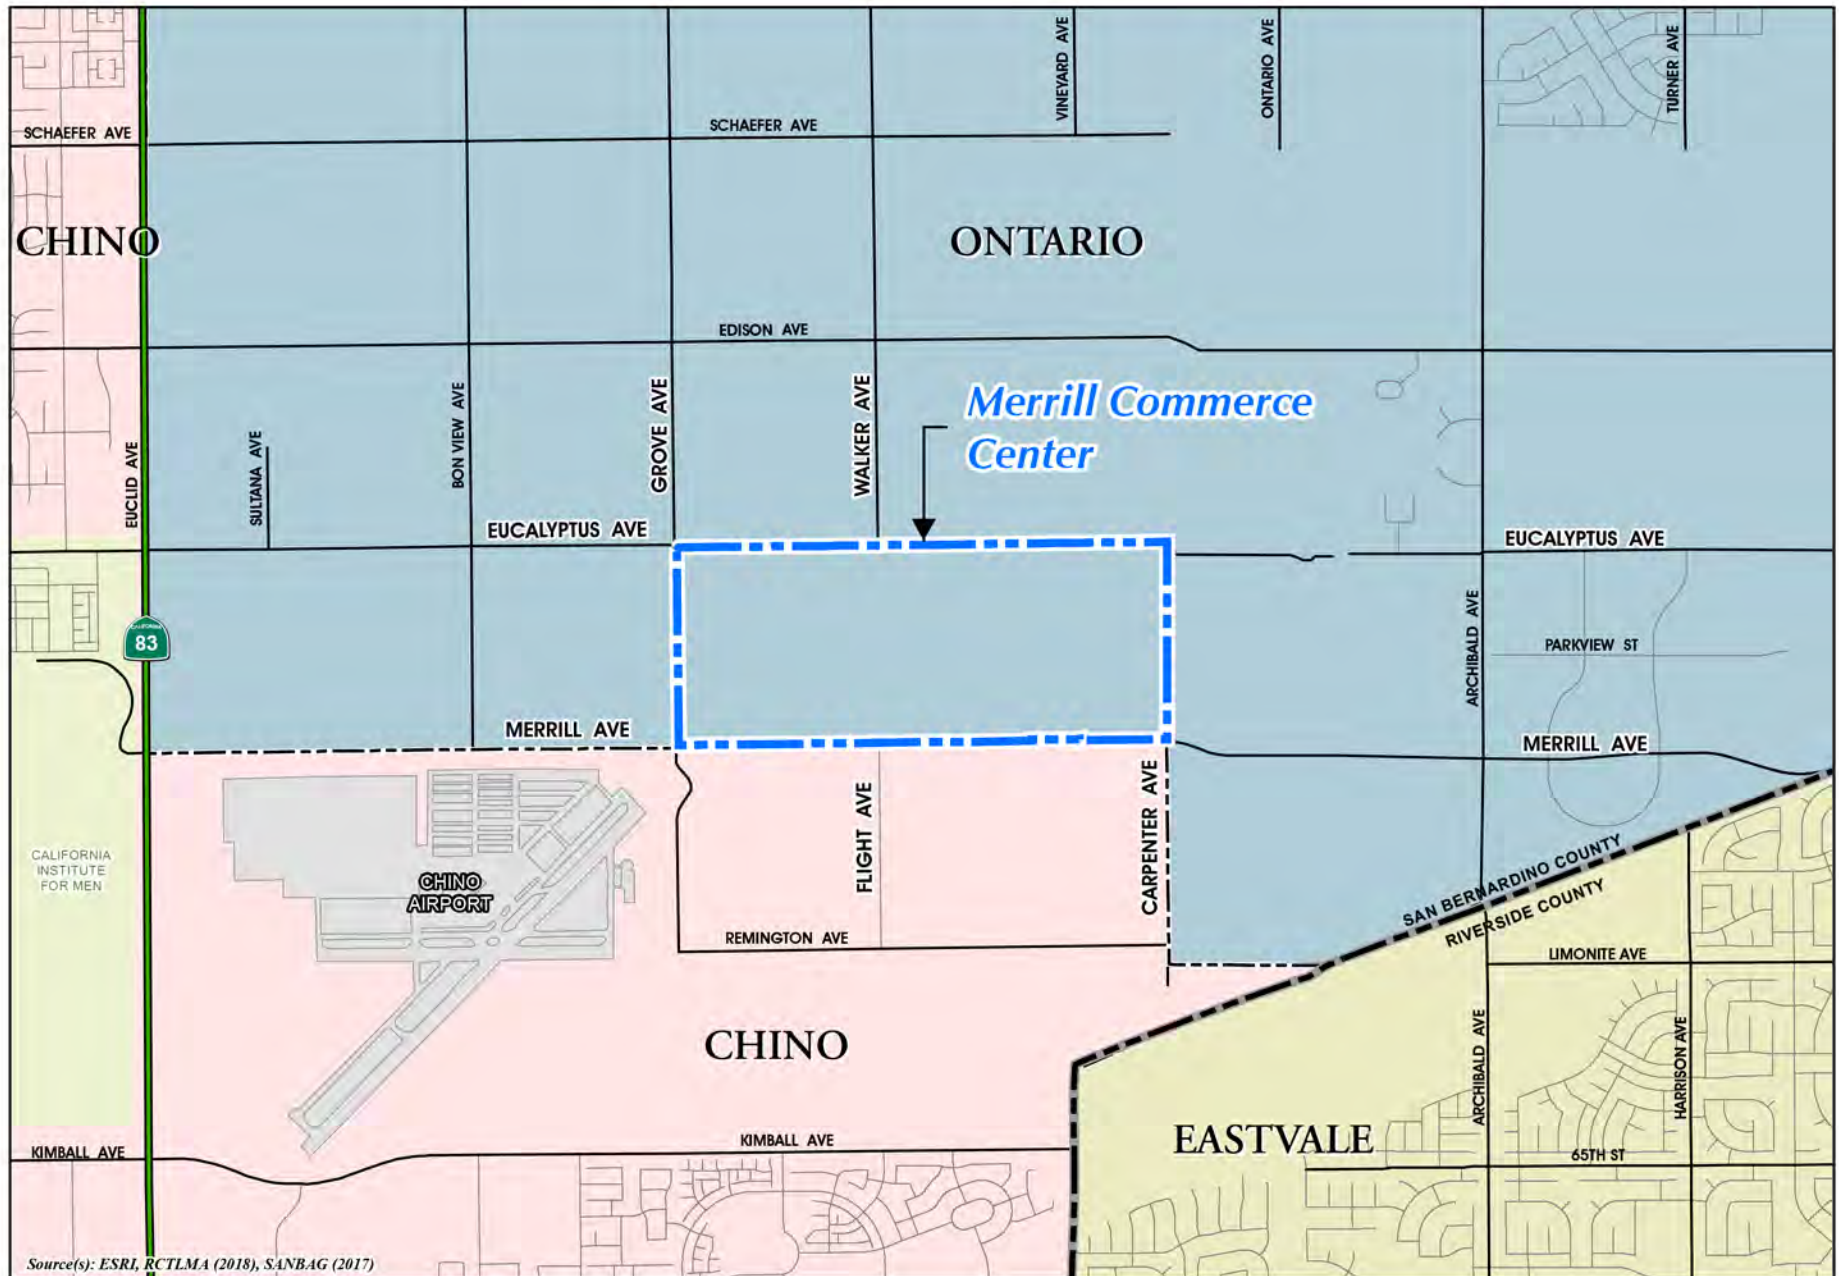 VINEYARD AVE
ONTARIO AVE
TURNER AVE
SCHAEFER AVE
SCHAEFER AVE
CHINO
ONTARIO
EDISON AVE
EUCLID AVE
SULTANA AVE
BON VIEW AVE
GROVE AVE
WALKER AVE
Merrill Commerce
Center
EUCALYPTUS AVE
EUCALYPTUS AVE
CALIFORNIA
83
ARCHIBALD AVE
PARKVIEW ST
MERRILL AVE
MERRILL AVE
FLIGHT AVE
CARPENTER AVE
CALIFORNIA
INSTITUTE
FOR MEN
CHINO
AIRPORT
SAN BERNARDINO COUNTY
RIVERSIDE COUNTY
REMINGTON AVE
LIMONITE AVE
CHINO
ARCHIBALD AVE
HARRISON AVE
EASTVALE
KIMBALL AVE
KIMBALL AVE
65TH ST
Source(s): ESRI, RCTLMA (2018), SANBAG (2017)